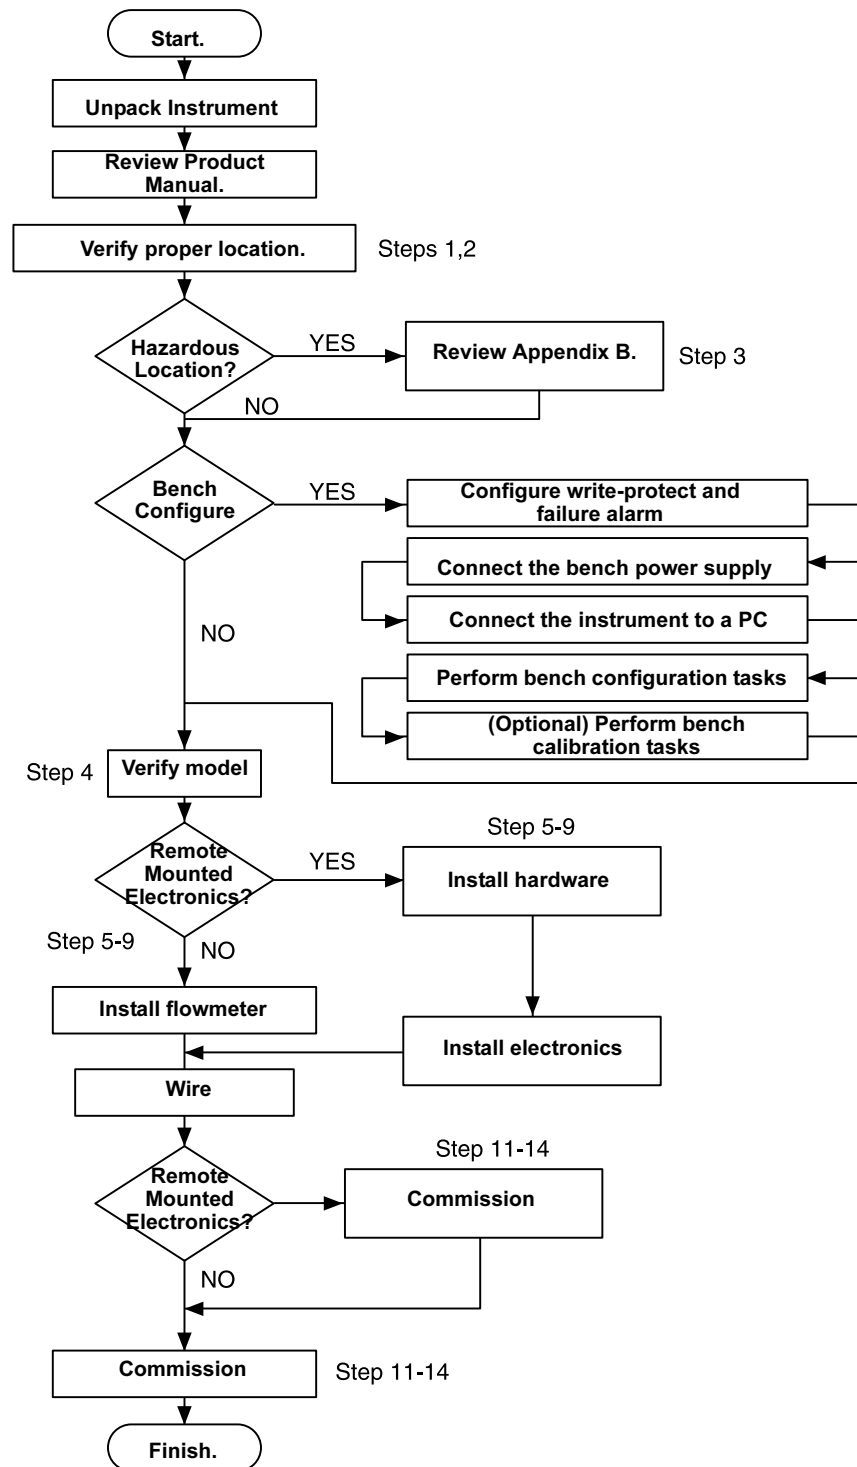 Start.
Unpack Instrument
Review Product
Manual.
Verify proper location.
Steps 1,2
Hazardous
Location?
YES
Review Appendix B.
Step 3
NO
Bench
Configure
YES
Configure write-protect and
failure alarm
Connect the bench power supply
Connect the instrument to a PC
NO
Perform bench configuration tasks
(Optional) Perform bench
calibration tasks
Step 4
Verify model
Remote
Mounted
Electronics?
YES
Step 5-9
Install hardware
Step 5-9
NO
Install flowmeter
Install electronics
Wire
Remote
Mounted
Electronics?
Step 11-14
Commission
NO
Commission
Step 11-14
Finish.